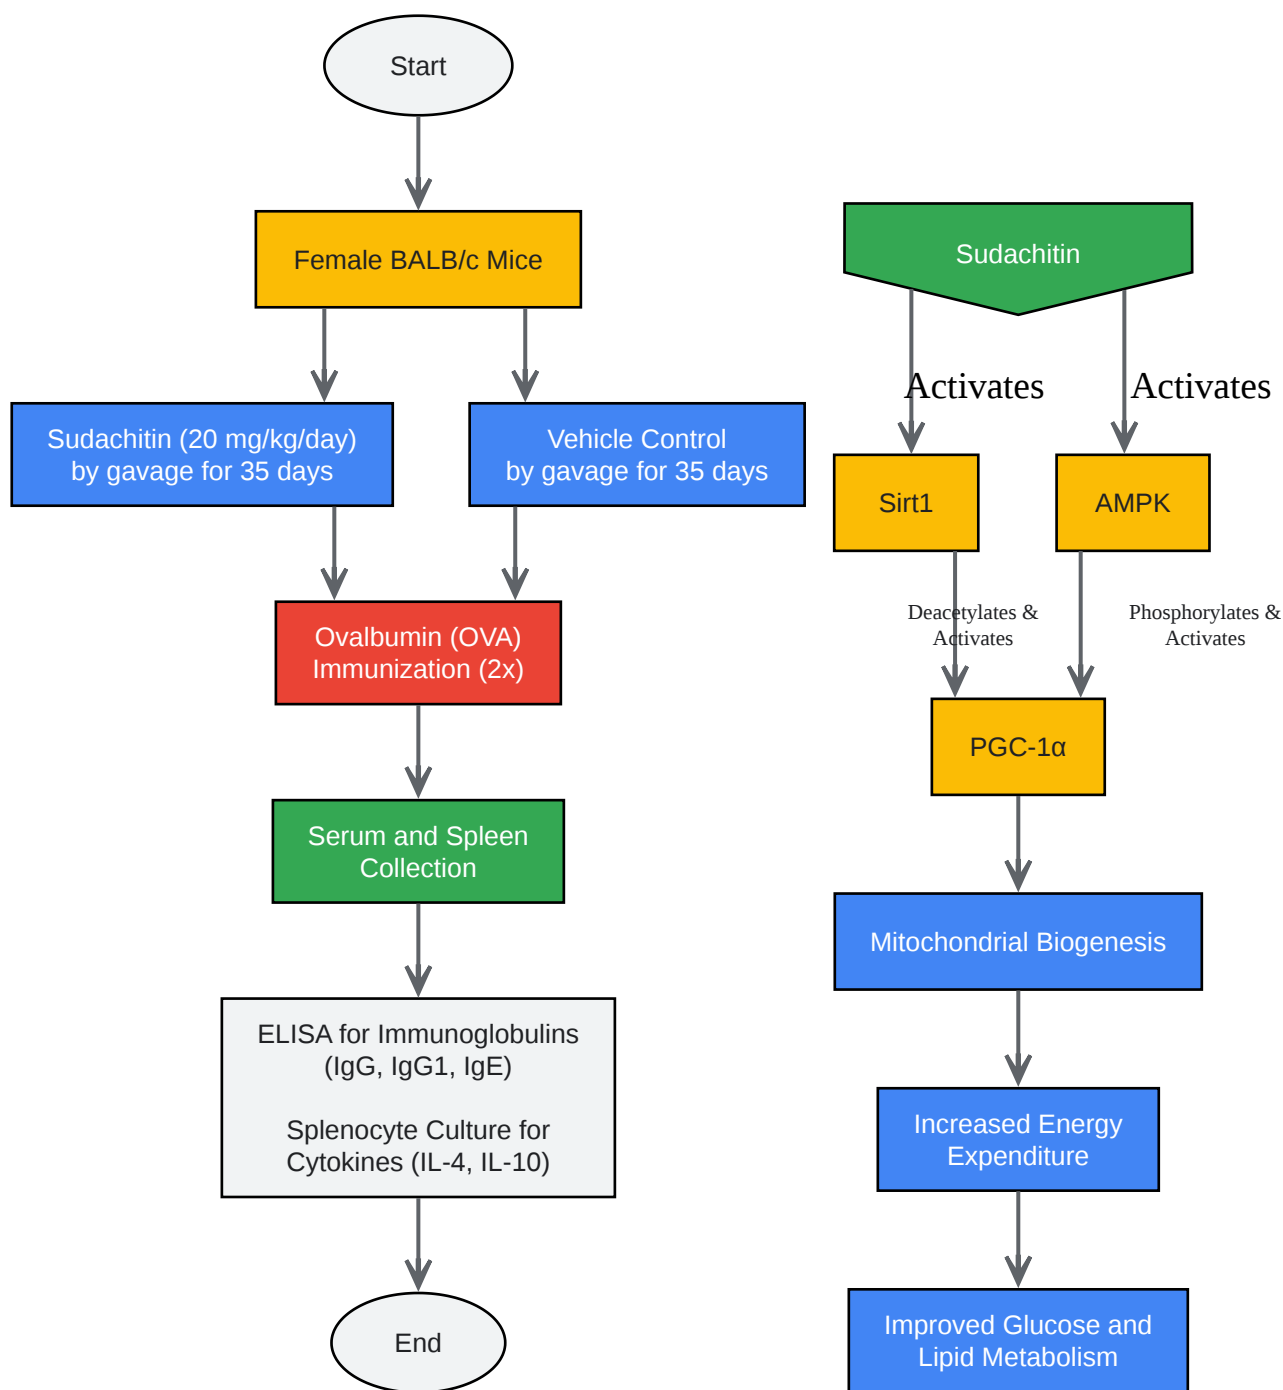 Start
Female BALB/c Mice
Sudachitin (20 mg/kg/day)
by gavage for 35 days
Vehicle Control
by gavage for 35 days
Ovalbumin (OVA)
Immunization (2x)
Serum and Spleen
Collection
ELISA for Immunoglobulins
(IgG, IgG1, IgE)
Splenocyte Culture for
Cytokines (IL-4, IL-10)
End
Sudachitin
Activates
Activates
Sirt1
AMPK
Deacetylates &
Activates
Phosphorylates &
Activates
PGC-1α
Mitochondrial Biogenesis
Increased Energy
Expenditure
Improved Glucose and
Lipid Metabolism